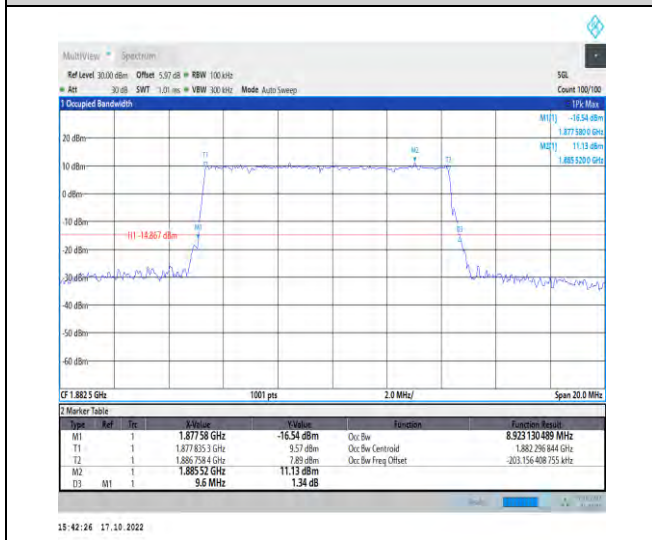 MultiView Spectrum
Ref Level 30.00 dBm Offset 5.97 dB RBW 100 kHz SGL
Att 30 dB SWT 1.01 ms VBW 300 kHz Mode Auto Sweep Count 100/100
1 Occupied Bandwidth 1Pk Max
M1[1] -16.54 dBm
1.877 580 0 GHz
M2[1] 11.13 dBm
1.885 520 0 GHz
20 dBm
T1 M2 T2
10 dBm
0 dBm
-10 dBm
M1 D3
H1 -14.867 dBm
-20 dBm
-30 dBm
-40 dBm
-50 dBm
-60 dBm
CF 1.882 5 GHz 1001 pts 2.0 MHz/ Span 20.0 MHz
2 Marker Table
Type Ref Trc X-Value Y-Value Function Function Result
M1 1 1.877 58 GHz -16.54 dBm Occ Bw 8.923 130 489 MHz
T1 1 1.877 835 3 GHz 9.57 dBm Occ Bw Centroid 1.882 296 844 GHz
T2 1 1.886 758 4 GHz 7.89 dBm Occ Bw Freq Offset -203.156 408 755 kHz
M2 1 1.885 52 GHz 11.13 dBm
D3 M1 1 9.6 MHz 1.34 dB
15:42:26 17.10.2022